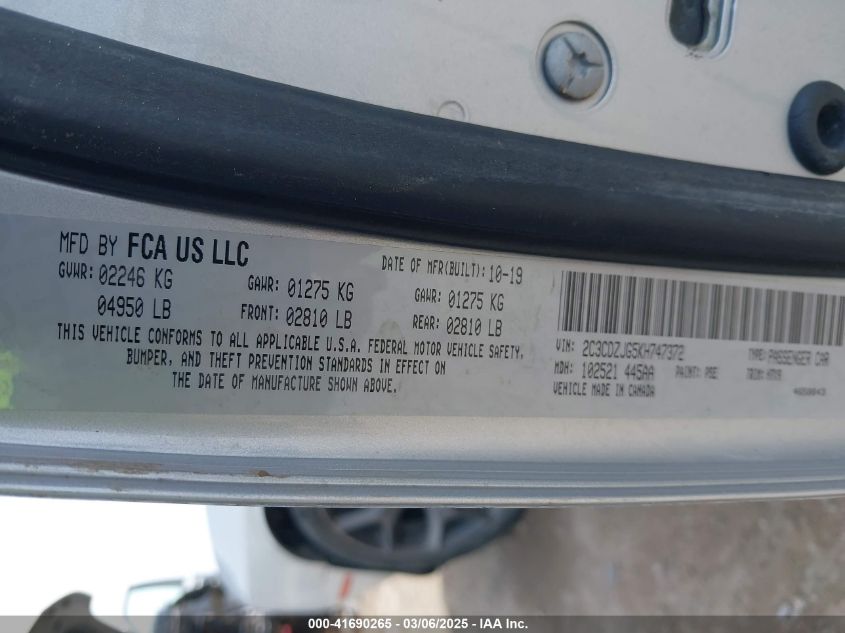 MFD BY FCA US LLC
DATE OF MFR(BUILT): 10-19
GVWR: 02246 KG GAWR: 01275 KG GAWR: 01275 KG
04950 LB FRONT: 02810 LB REAR: 02810 LB
THIS VEHICLE CONFORMS TO ALL APPLICABLE U.S.A. FEDERAL MOTOR VEHICLE SAFETY,
BUMPER, AND THEFT PREVENTION STANDARDS IN EFFECT ON
THE DATE OF MANUFACTURE SHOWN ABOVE.
VIN: 2C3CDZJG5KH747372 TYPE: PASSENGER CAR
MDH: 102521 445AA PAINT: PSE TRIM:
VEHICLE MADE IN CANADA
000-41690265 - 03/06/2025 - IAA Inc.